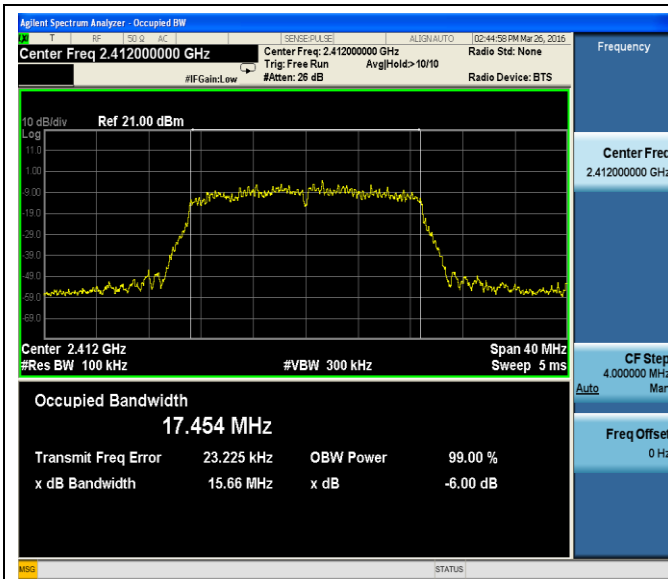 Agilent Spectrum Analyzer - Occupied BW
T RF 50 Ω AC SENSE:PULSE ALIGN AUTO 02:44:58 PM Mar 26, 2016
Center Freq 2.412000000 GHz Center Freq: 2.412000000 GHz Radio Std: None
Trig: Free Run Avg|Hold>10/10
#IFGain:Low #Atten: 26 dB Radio Device: BTS
Frequency
10 dB/div Ref 21.00 dBm
Log
11.0
1.00
-9.00
-19.0
-29.0
-39.0
-49.0
-59.0
-69.0
Center Freq
2.412000000 GHz
Center 2.412 GHz Span 40 MHz
#Res BW 100 kHz #VBW 300 kHz Sweep 5 ms
CF Step
4.000000 MHz
Auto Man
Occupied Bandwidth
17.454 MHz
Transmit Freq Error 23.225 kHz OBW Power 99.00 %
x dB Bandwidth 15.66 MHz x dB -6.00 dB
Freq Offset
0 Hz
MSG STATUS